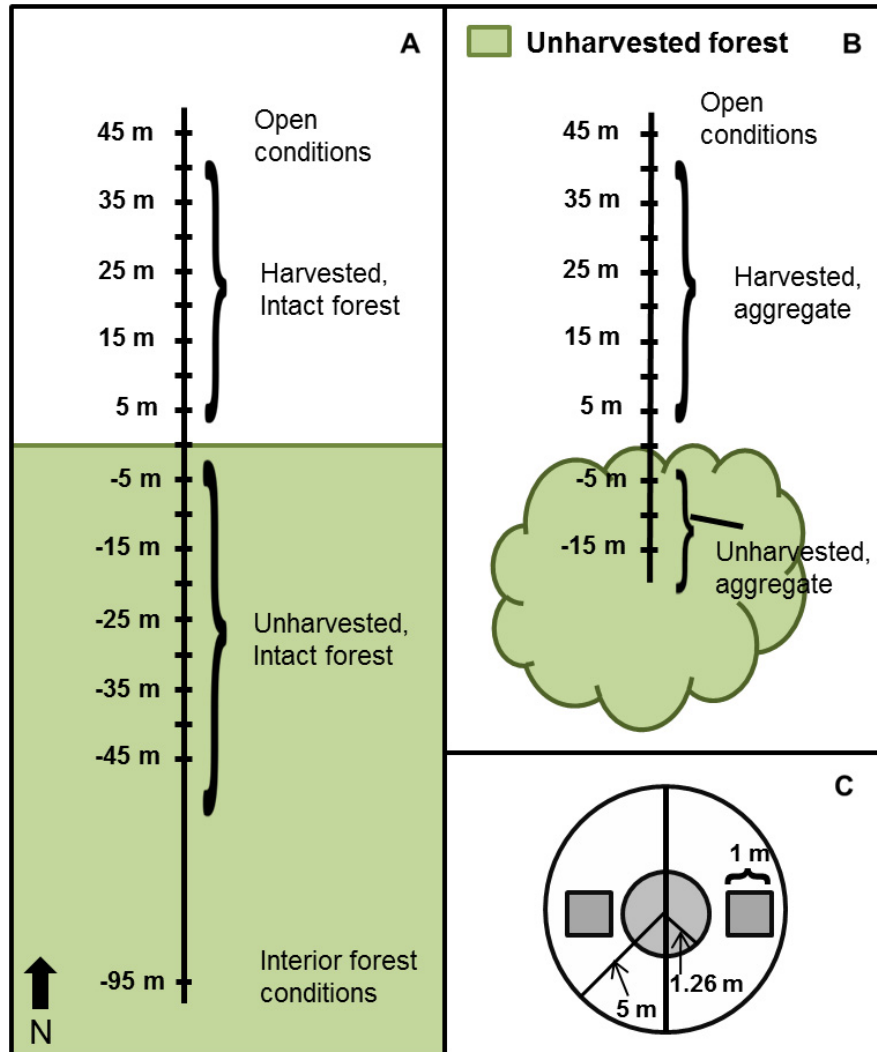 A
45 m
Open
conditions
35 m
25 m
Harvested,
Intact forest
15 m
5 m
-5 m
-15 m
-25 m
Unharvested,
Intact forest
-35 m
-45 m
-95 m
Interior forest
conditions
N
Unharvested forest
B
45 m
Open
conditions
35 m
25 m
Harvested,
aggregate
15 m
5 m
-5 m
-15 m
Unharvested,
aggregate
C
1 m
1.26 m
5 m